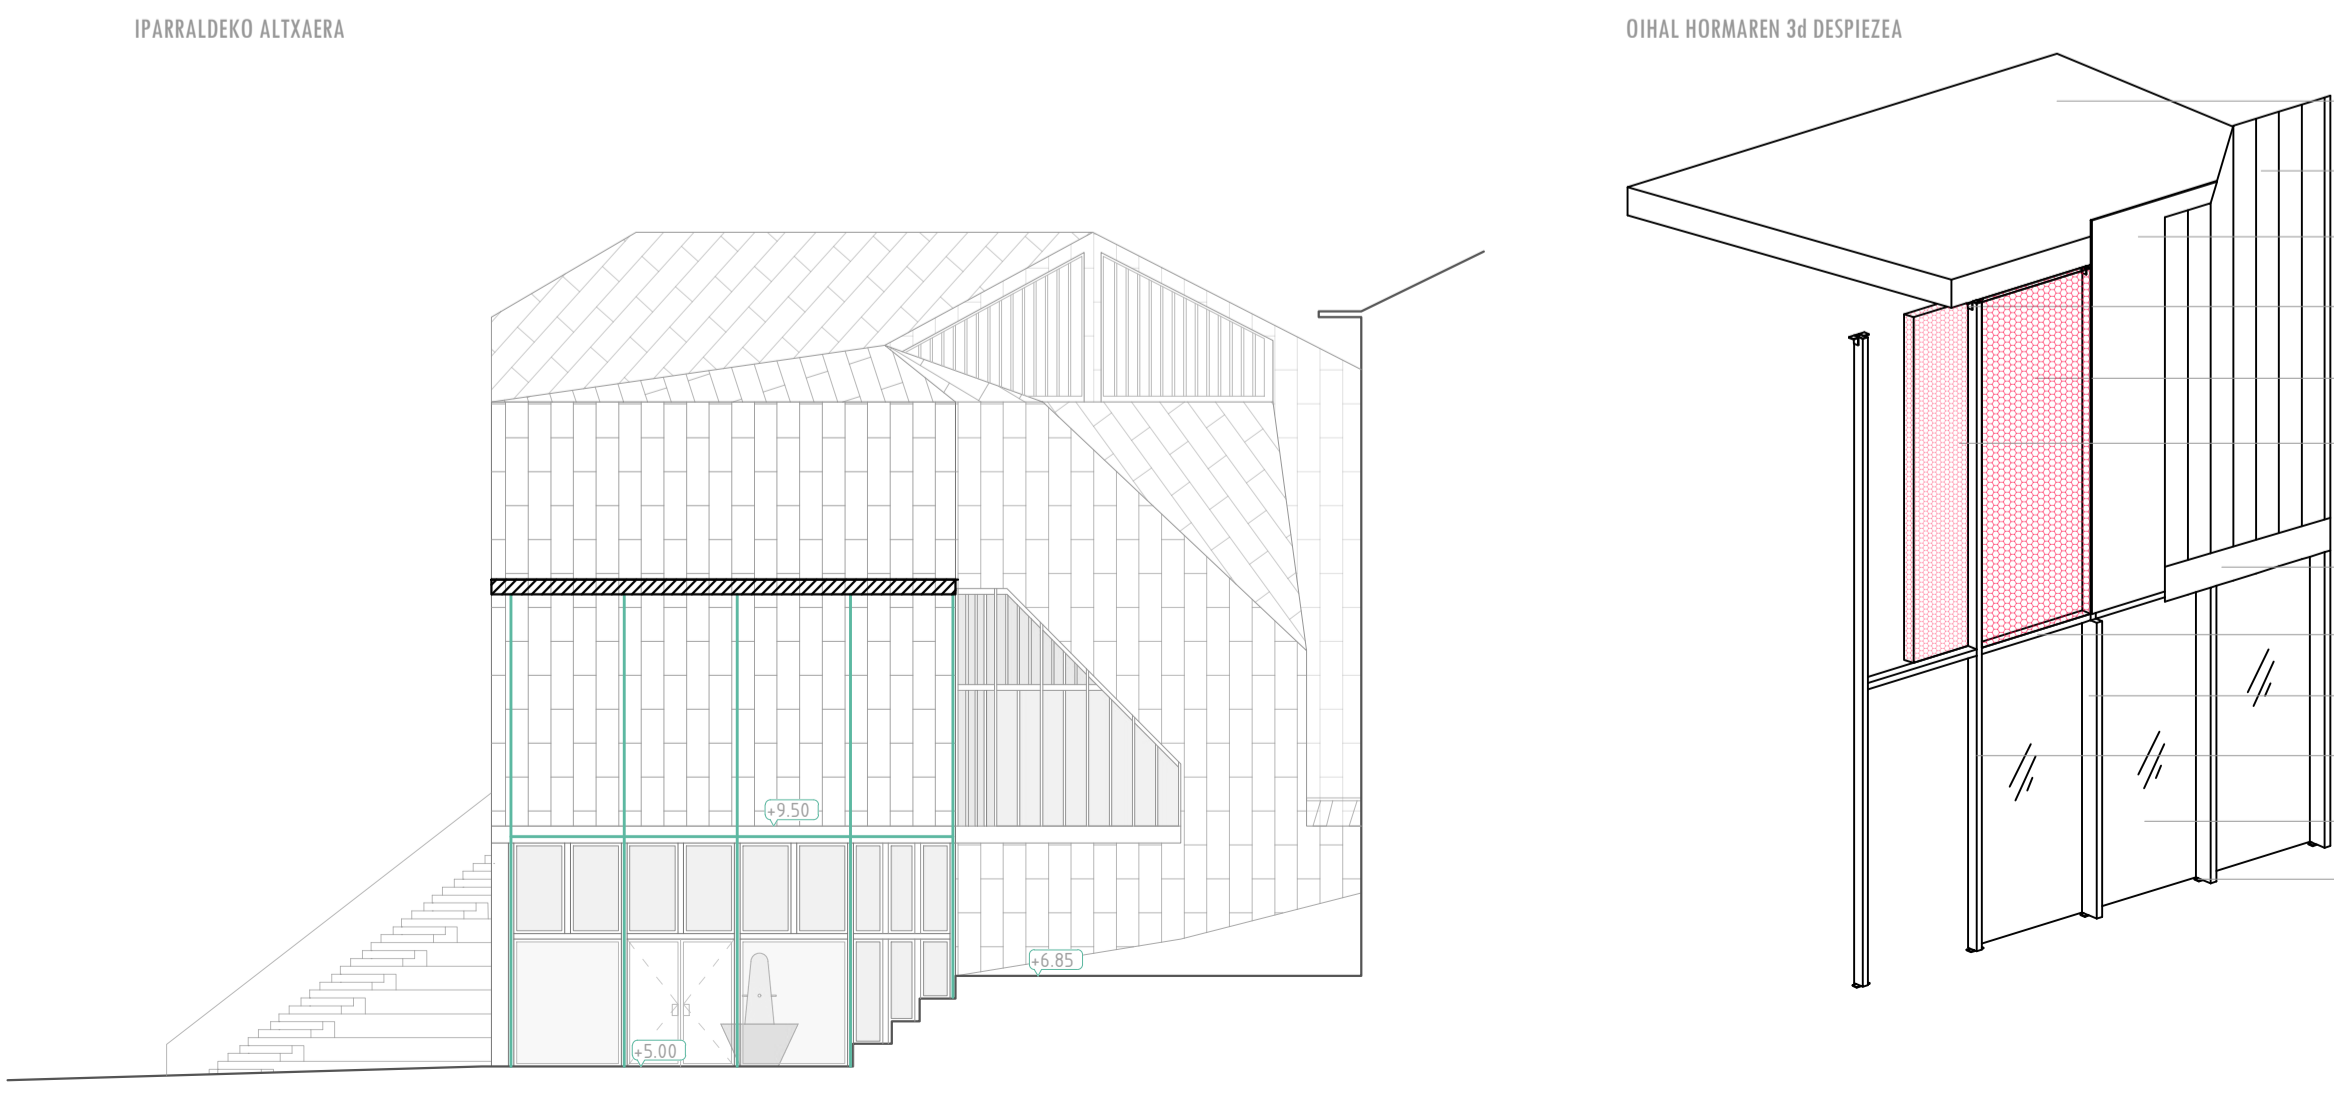 IPARRALDEKO ALTXAERA
OIHAL HORMAREN 3d DESPIEZEA
+9.50
+6.85
+5.00